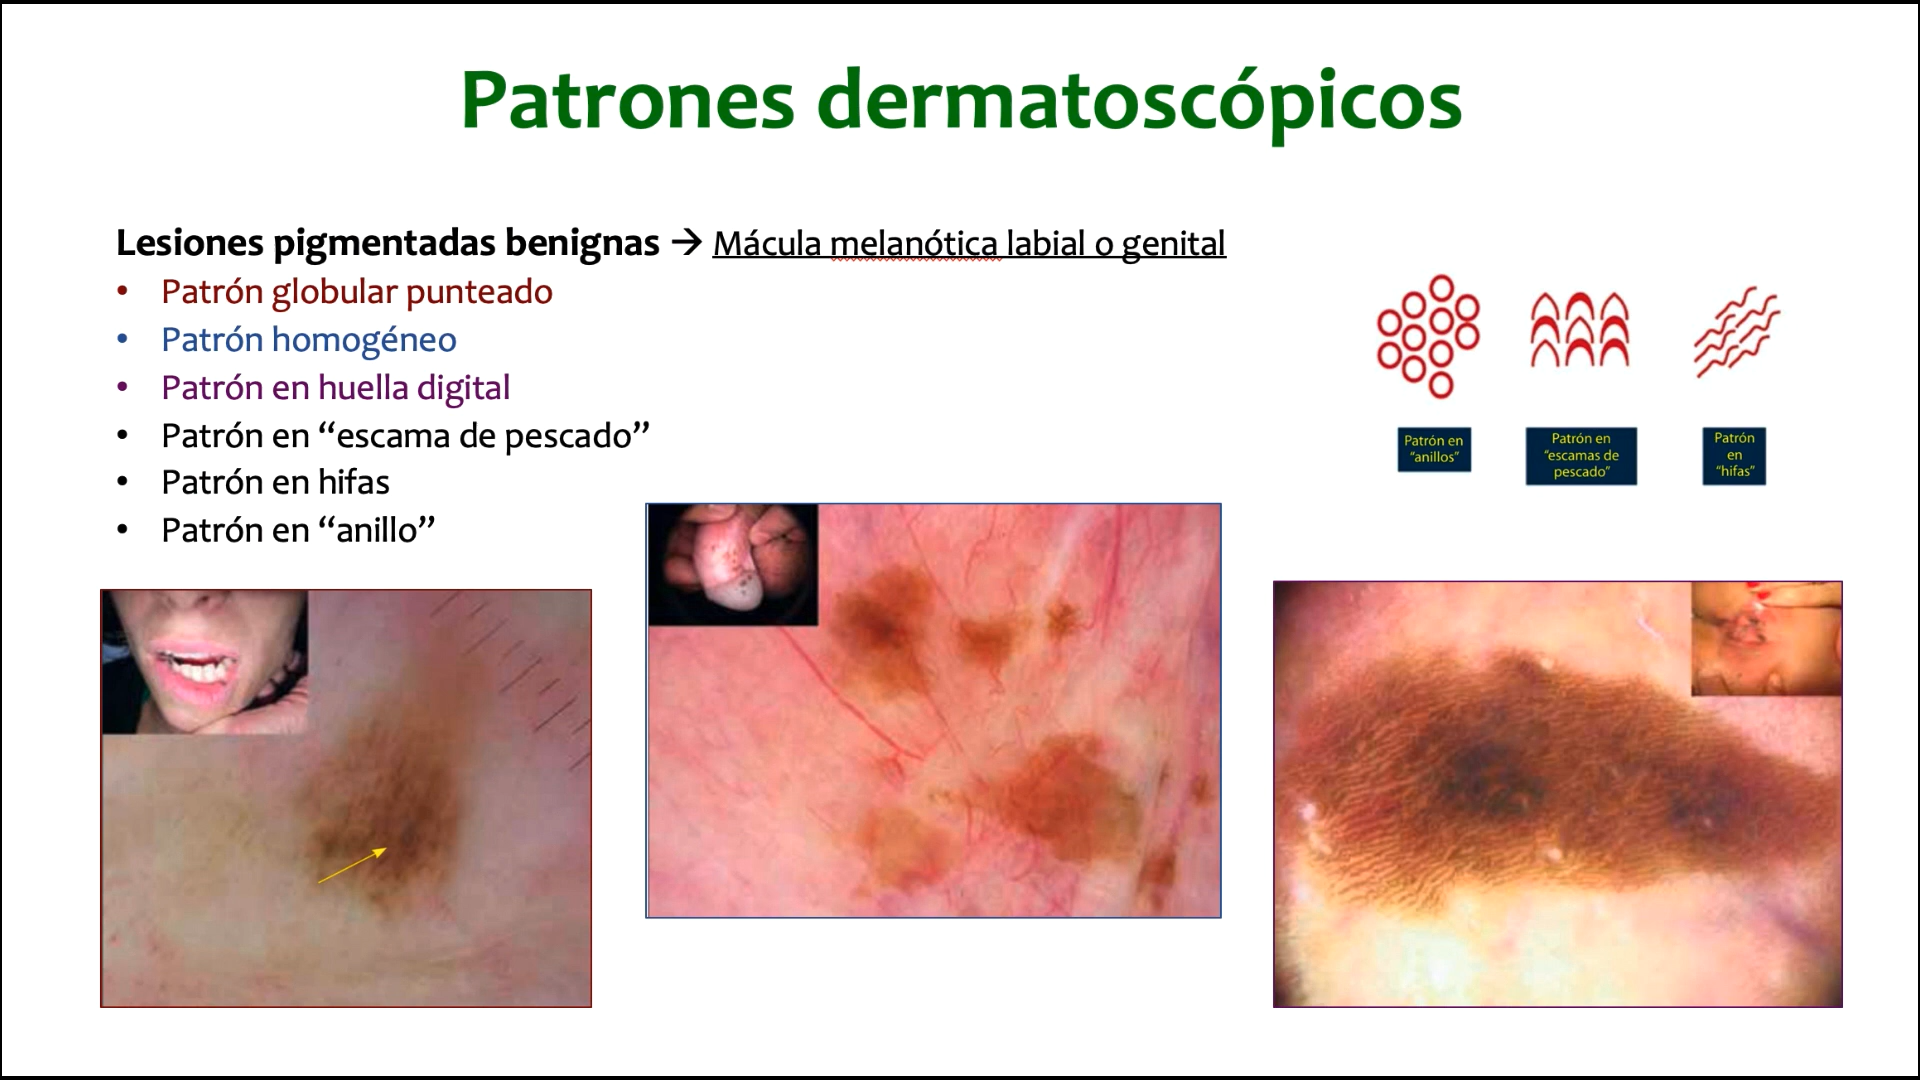 Patrones dermatoscópicos
Lesiones pigmentadas benignas → Mácula melanótica labial o genital
• Patrón globular punteado
• Patrón homogéneo
• Patrón en huella digital
• Patrón en “escama de pescado”
• Patrón en hifas
• Patrón en “anillo”
Patrón en
“anillos”
Patrón en
“escamas de
pescado”
Patrón
en
“hifas”